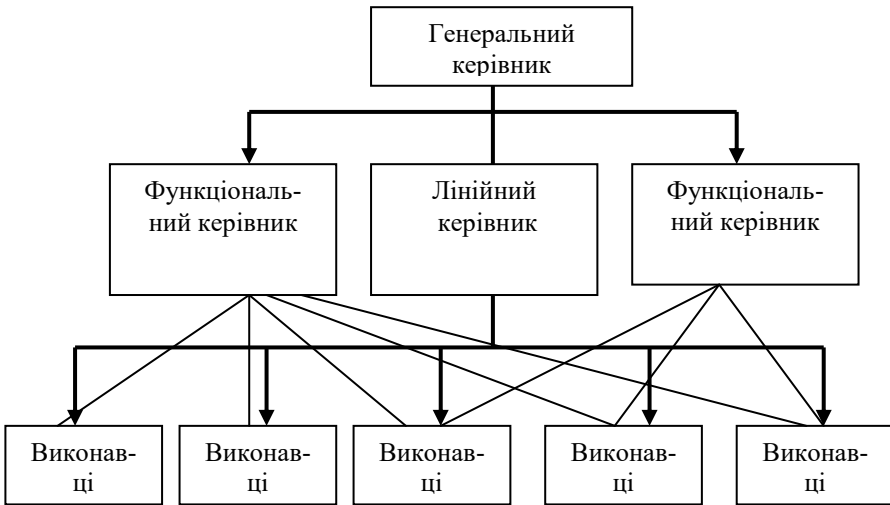 Генеральний
керівник
Функціональ-
ний керівник
Лінійний
керівник
Функціональ-
ний керівник
Виконав-
ці
Виконав-
ці
Виконав-
ці
Виконав-
ці
Виконав-
ці